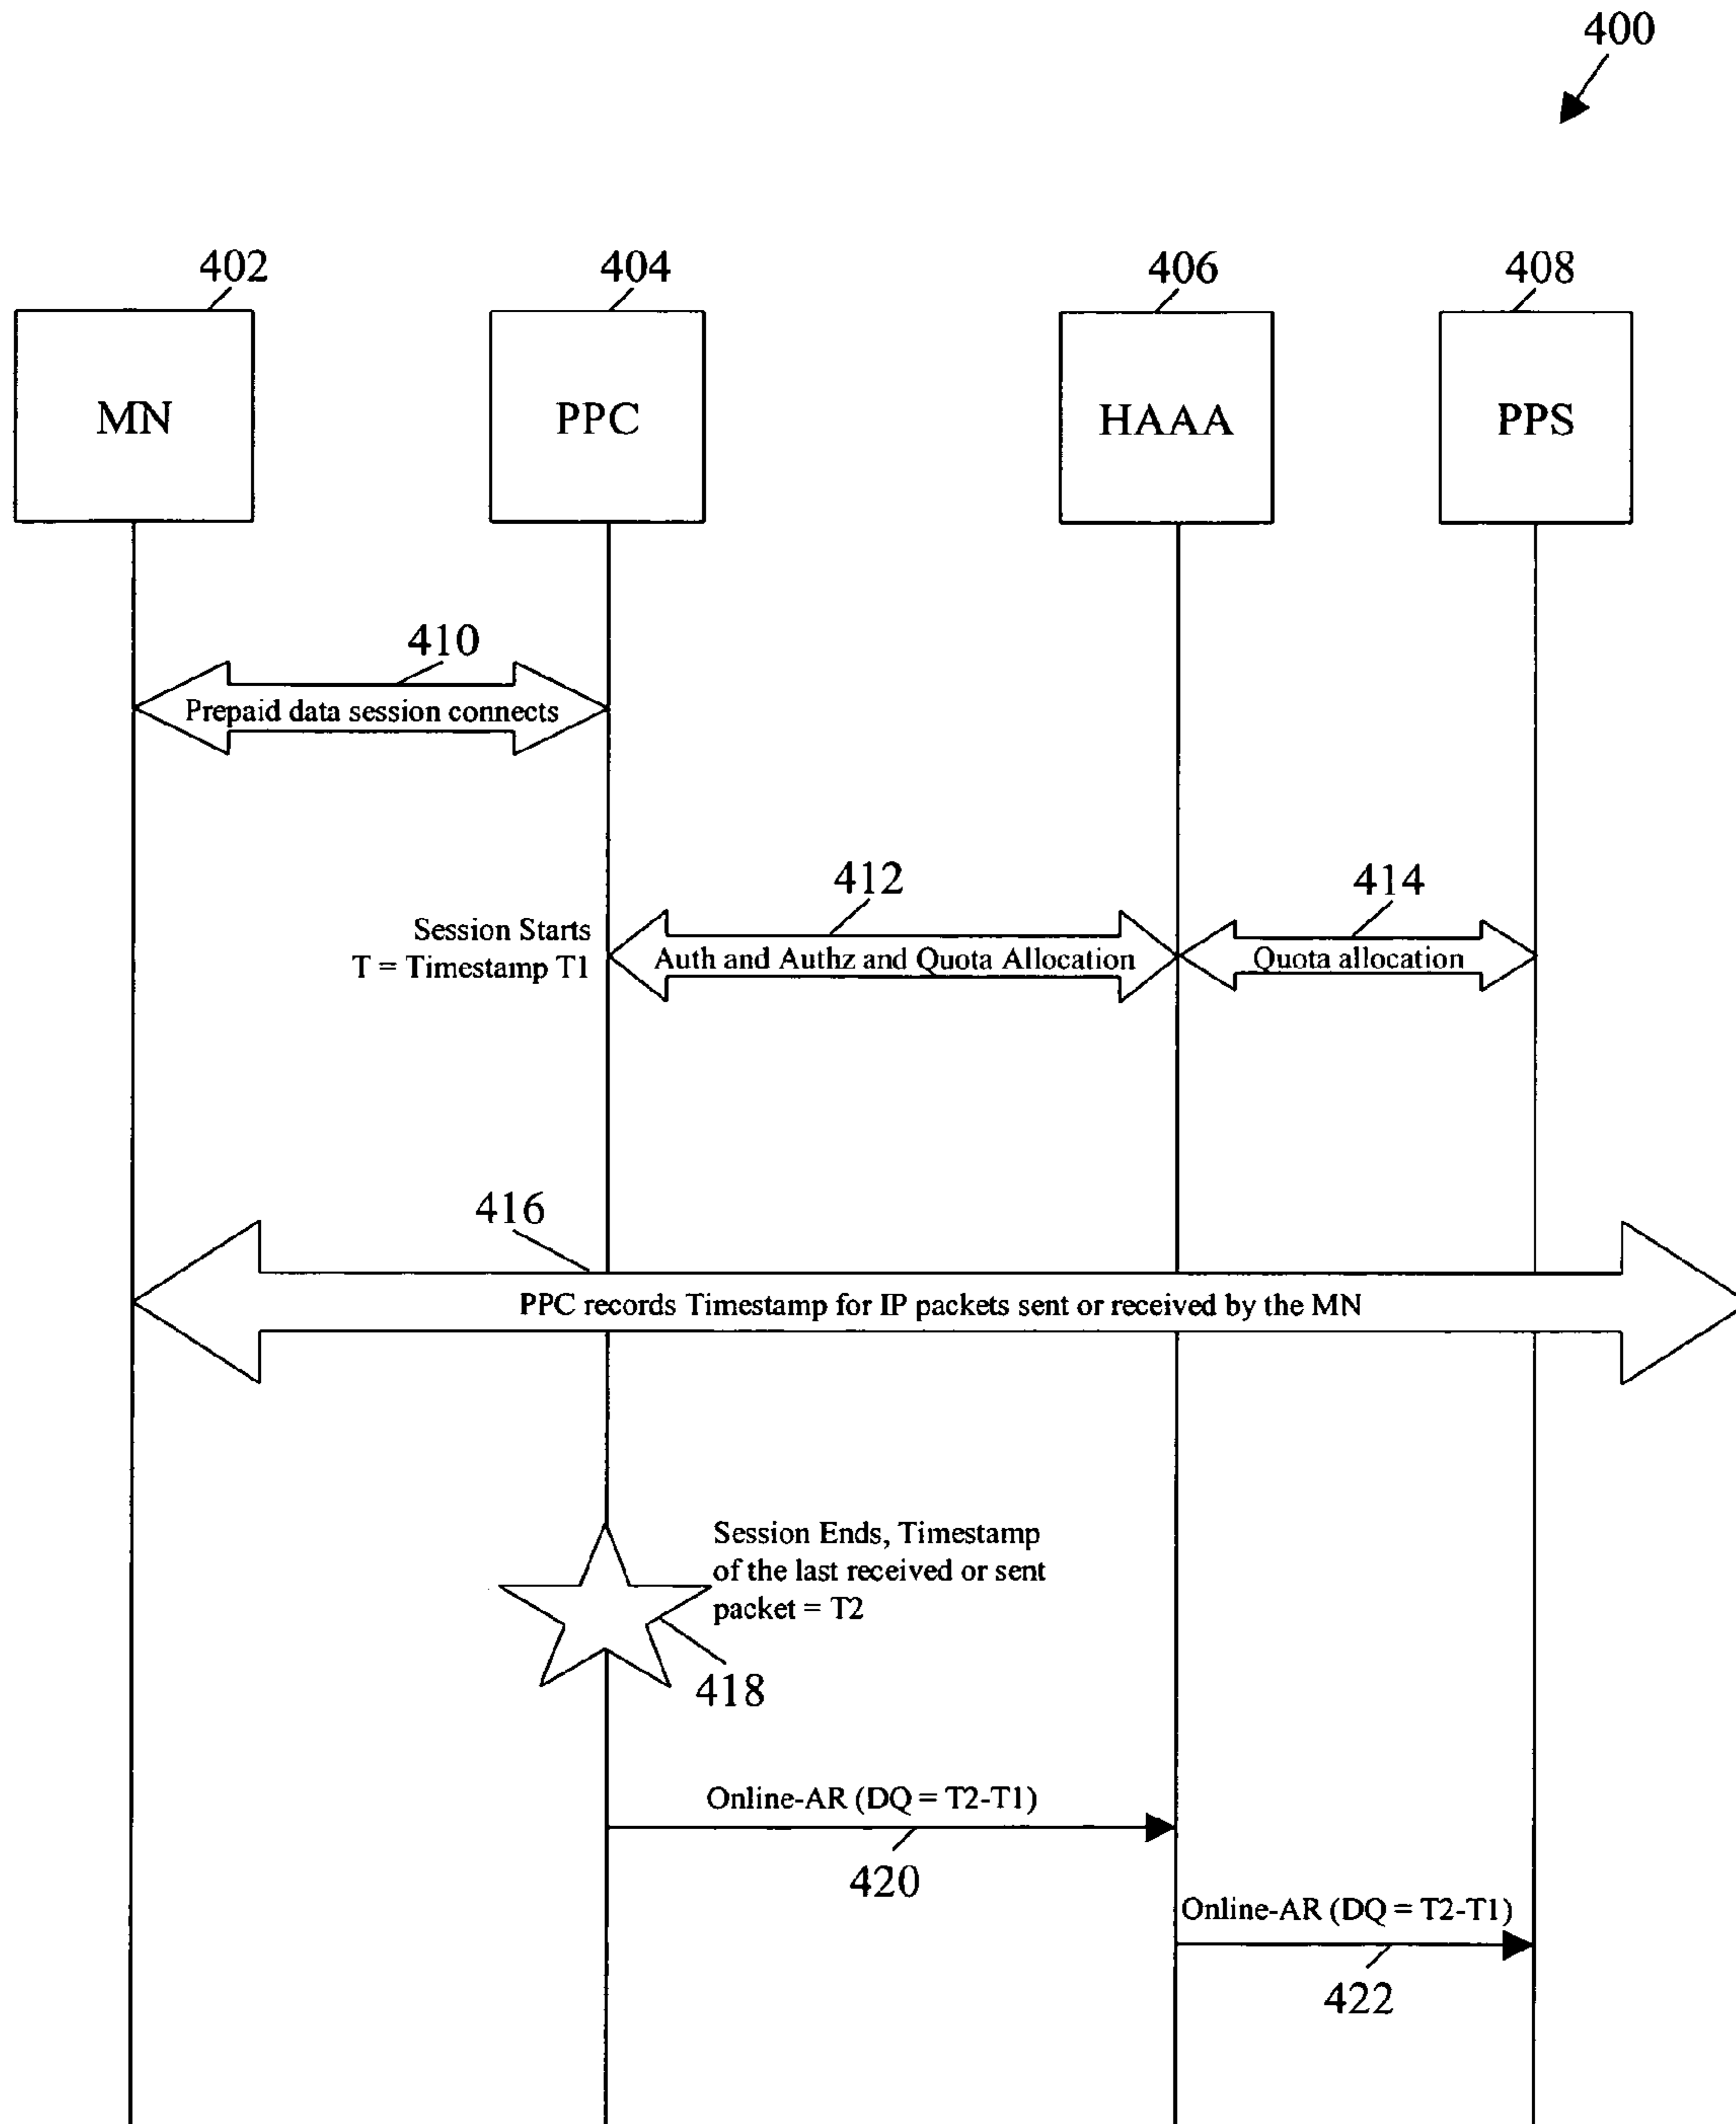 400
402
404
406
408
MN
PPC
HAAA
PPS
410
Prepaid data session connects
412
414
Session Starts
T = Timestamp T1
Auth and Authz and Quota Allocation
Quota allocation
416
PPC records Timestamp for IP packets sent or received by the MN
Session Ends, Timestamp
of the last received or sent
packet = T2
418
Online-AR (DQ = T2-T1)
420
Online-AR (DQ = T2-T1)
422